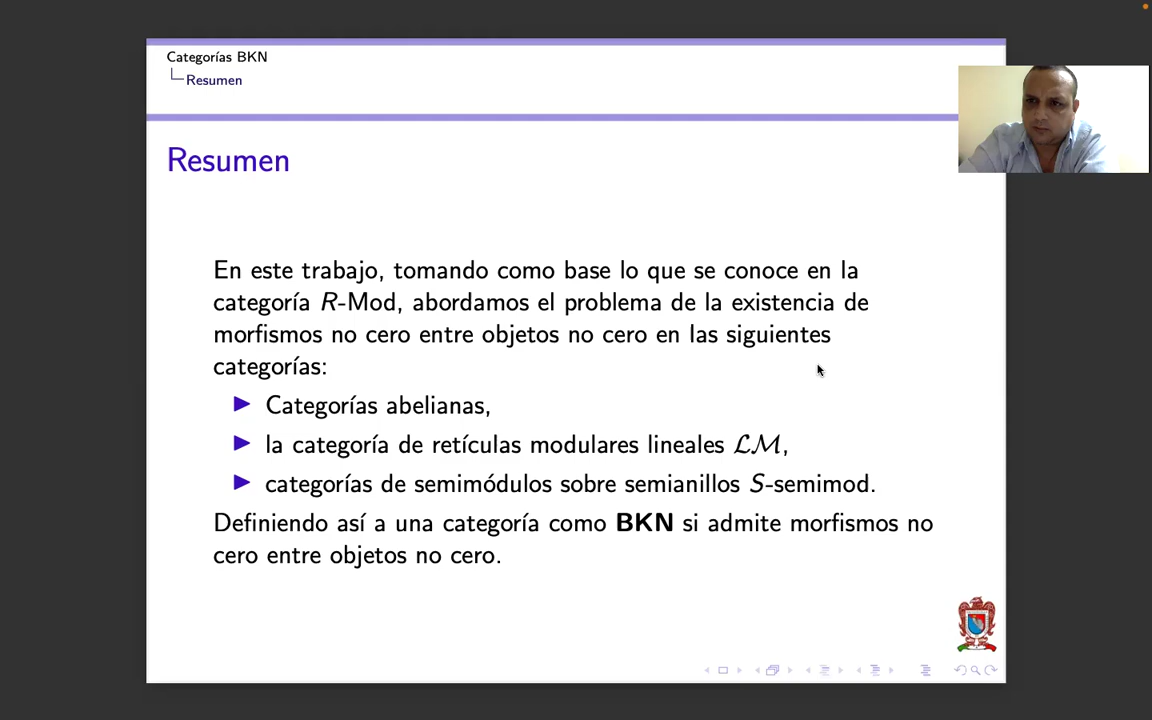 Categorías BKN
Resumen
Resumen
En este trabajo, tomando como base lo que se conoce en la
categoría R-Mod, abordamos el problema de la existencia de
morfismos no cero entre objetos no cero en las siguientes
categorías:
Categorías abelianas,
la categoría de retículas modulares lineales ℒℳ,
categorías de semimódulos sobre semianillos S-semimod.
Definiendo así a una categoría como BKN si admite morfismos no
cero entre objetos no cero.